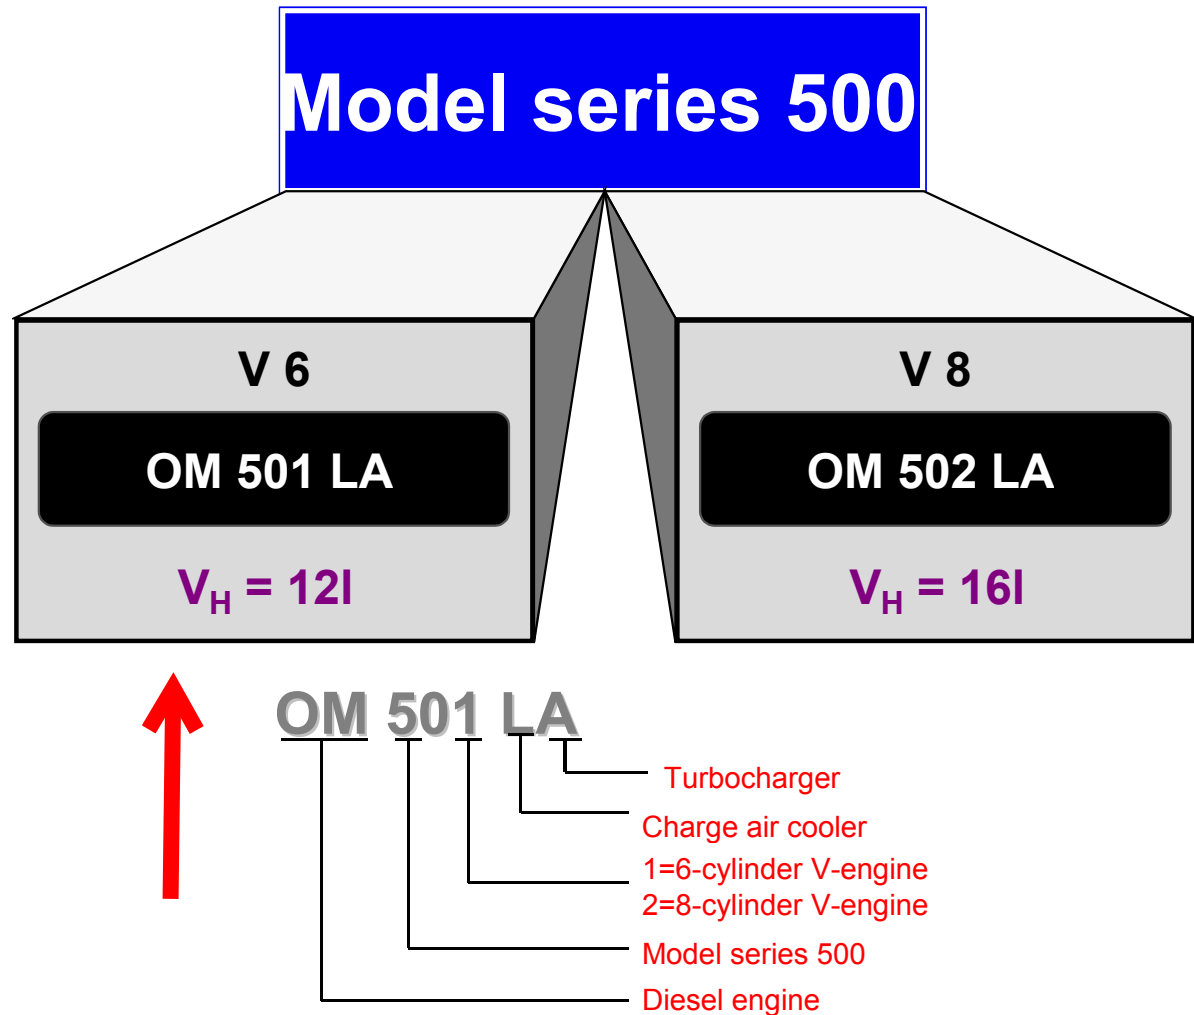 Model series 500
V 6
OM 501 LA
VH = 12l
V 8
OM 502 LA
VH = 16l
OM 501 LA
Turbocharger
Charge air cooler
1=6-cylinder V-engine
2=8-cylinder V-engine
Model series 500
Diesel engine